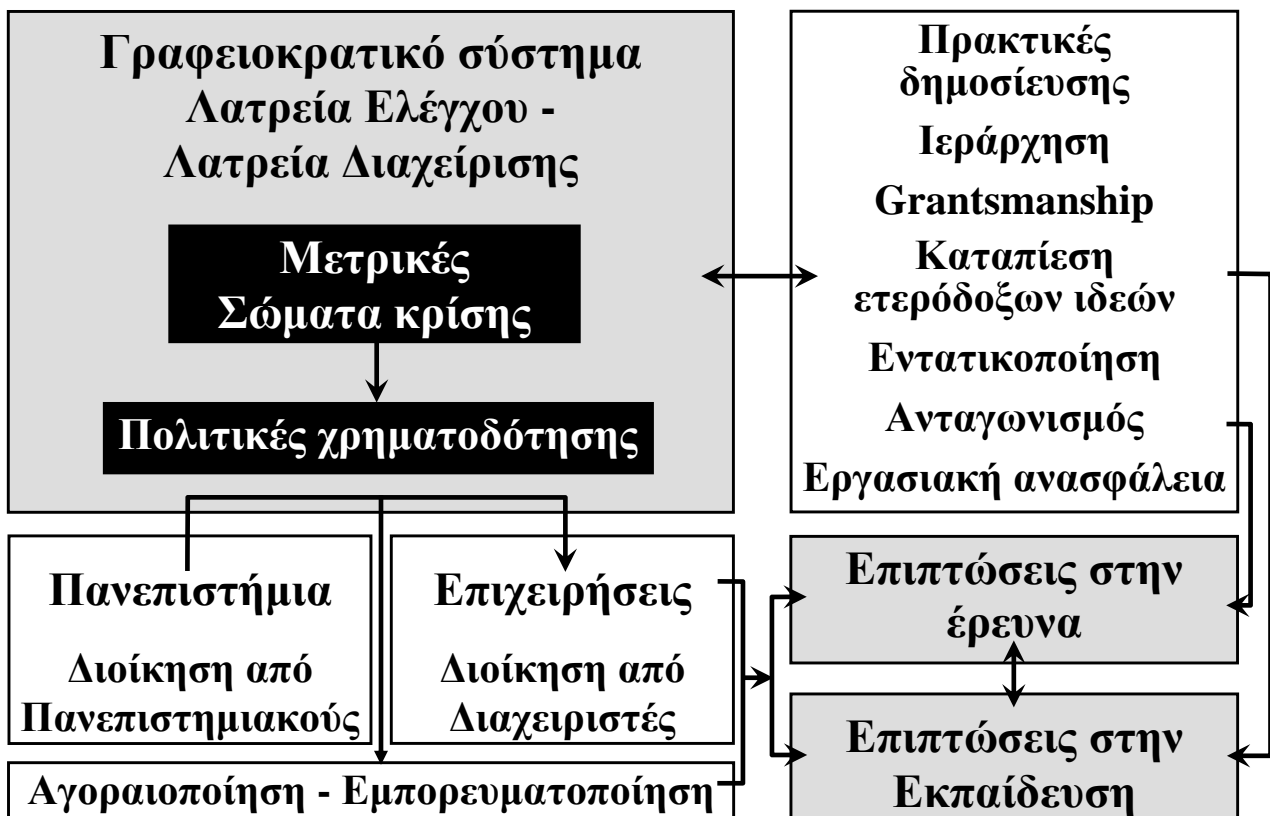 Γραφειοκρατικό σύστημα
Λατρεία Ελέγχου -
Λατρεία Διαχείρισης
Μετρικές
Σώματα κρίσης
Πολιτικές χρηματοδότησης
Πρακτικές
δημοσίευσης
Ιεράρχηση
Grantsmanship
Καταπίεση
ετερόδοξων ιδεών
Εντατικοποίηση
Ανταγωνισμός
Εργασιακή ανασφάλεια
Πανεπιστήμια
Διοίκηση από
Πανεπιστημιακούς
Επιχειρήσεις
Διοίκηση από
Διαχειριστές
Αγοραιοποίηση - Εμπορευματοποίηση
Επιπτώσεις στην
έρευνα
Επιπτώσεις στην
Εκπαίδευση